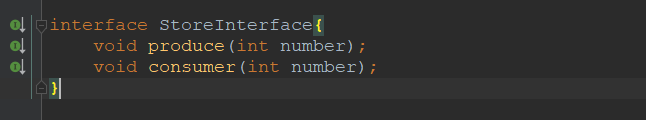 interface StoreInterface{
    void produce(int number);
    void consumer(int number);
}